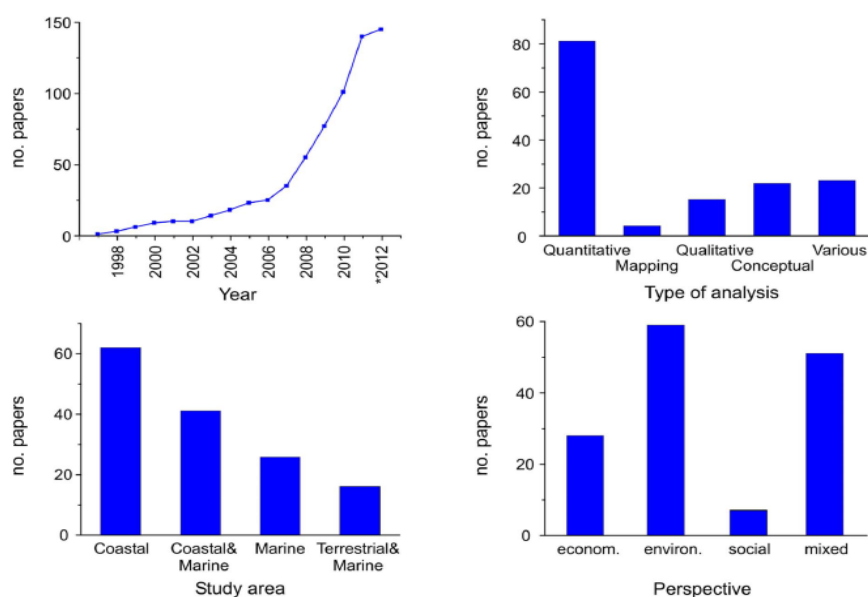 150
100
50
0
no. papers
1998
2000
2002
2004
2006
2008
2010
*2012
Year
80
60
40
20
0
no. papers
Quantitative
Mapping
Qualitative
Conceptual
Various
Type of analysis
60
40
20
0
no. papers
Coastal
Coastal&
Marine
Marine
Terrestrial&
Marine
Study area
60
40
20
0
no. papers
econom.
environ.
social
mixed
Perspective